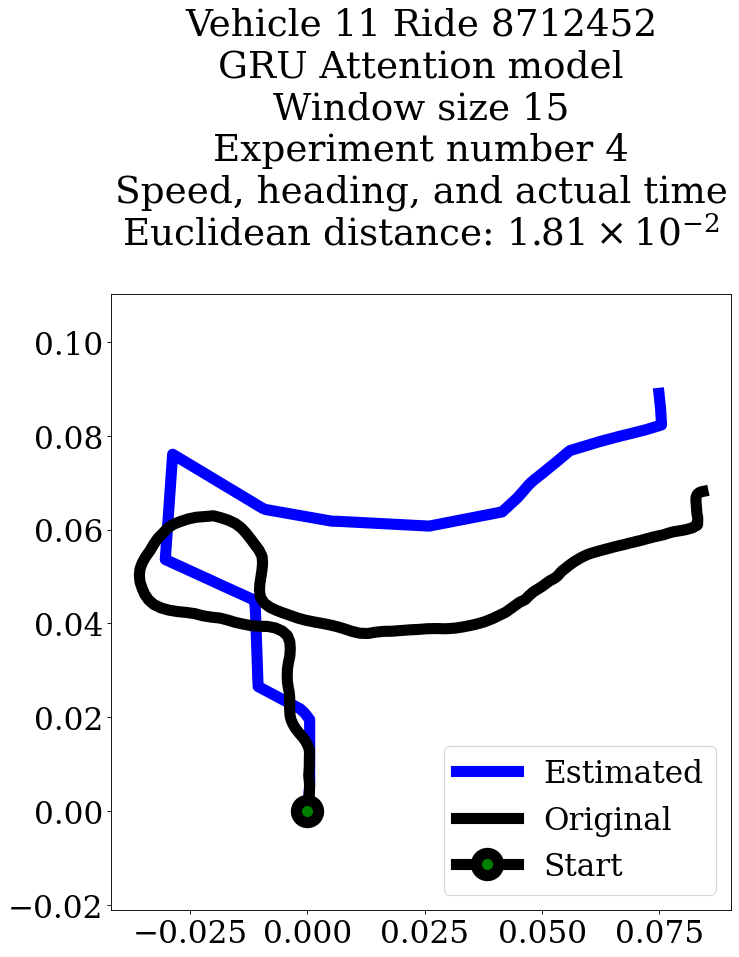 Vehicle 11 Ride 8712452
GRU Attention model
Window size 15
Experiment number 4
Speed, heading, and actual time
Euclidean distance: 1.81 × 10⁻²
0.10
0.08
0.06
0.04
0.02
0.00
−0.02
−0.025
0.000
0.025
0.050
0.075
Estimated
Original
Start